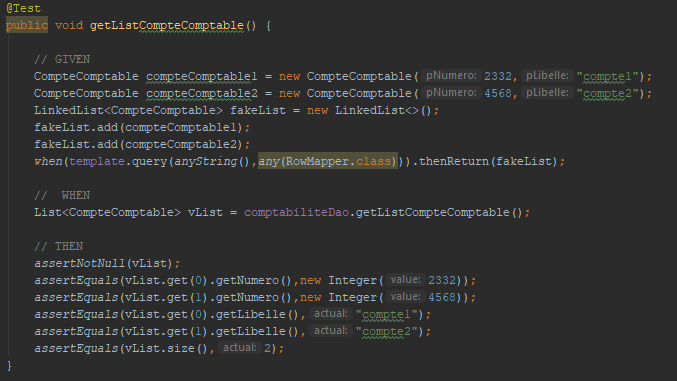 @Test
public void getListCompteComptable() {
// GIVEN
CompteComptable compteComptable1 = new CompteComptable( pNumero: 2332, pLibelle: "compte1");
CompteComptable compteComptable2 = new CompteComptable( pNumero: 4568, pLibelle: "compte2");
LinkedList<CompteComptable> fakeList = new LinkedList<>();
fakeList.add(compteComptable1);
fakeList.add(compteComptable2);
when(template.query(anyString(),any(RowMapper.class))).thenReturn(fakeList);
// WHEN
List<CompteComptable> vList = comptabiliteDao.getListCompteComptable();
// THEN
assertNotNull(vList);
assertEquals(vList.get(0).getNumero(),new Integer( value: 2332));
assertEquals(vList.get(1).getNumero(),new Integer( value: 4568));
assertEquals(vList.get(0).getLibelle(), actual: "compte1");
assertEquals(vList.get(1).getLibelle(), actual: "compte2");
assertEquals(vList.size(), actual: 2);
}